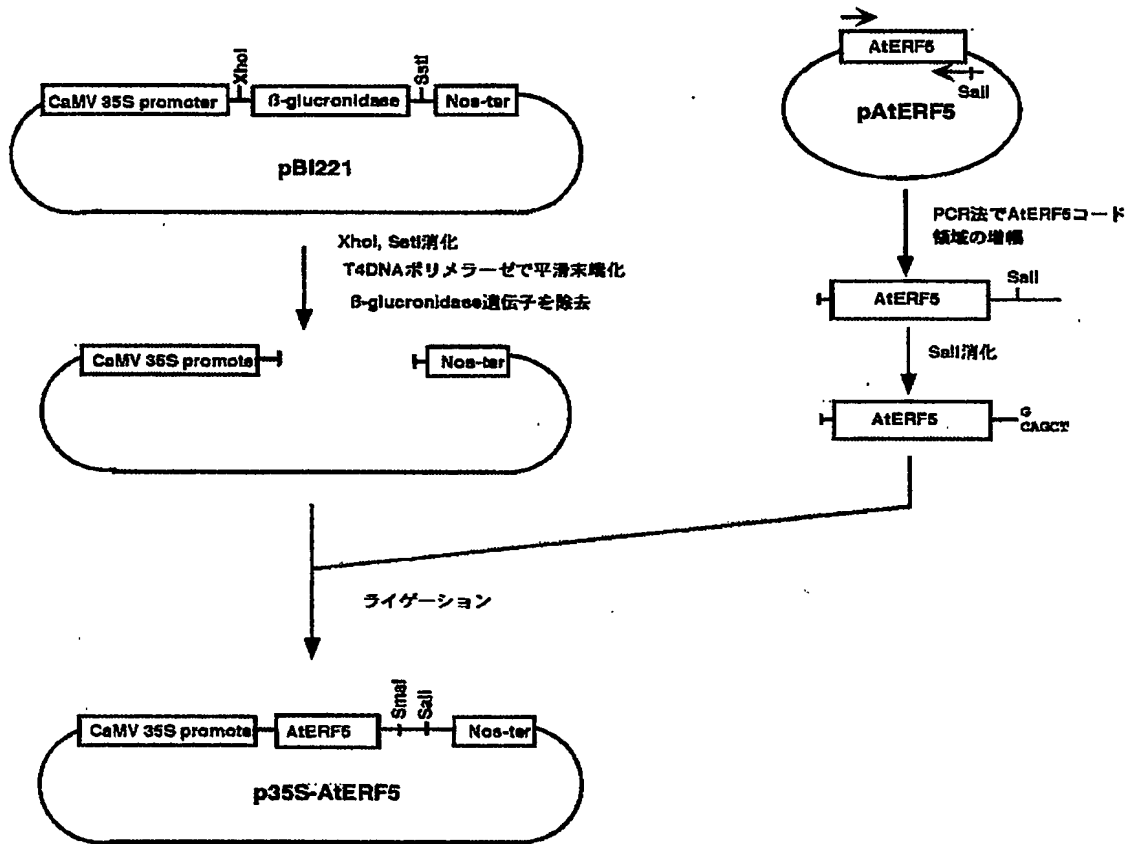 CaMV 35S promoter
XhoI
β-glucronidase
SstI
Nos-ter
pBI221
AtERF5
SalI
pAtERF5
XhoI, SstI消化
T4DNAポリメラーゼで平滑末端化
β-glucronidase遺伝子を除去
PCR法でAtERF5コード
領域の増幅
CaMV 35S promote
Nos-ter
AtERF5
SalI
SalI消化
AtERF5
G
CAGCT
ライゲーション
CaMV 35S promote
AtERF5
SmaI
SalI
Nos-ter
p35S-AtERF5